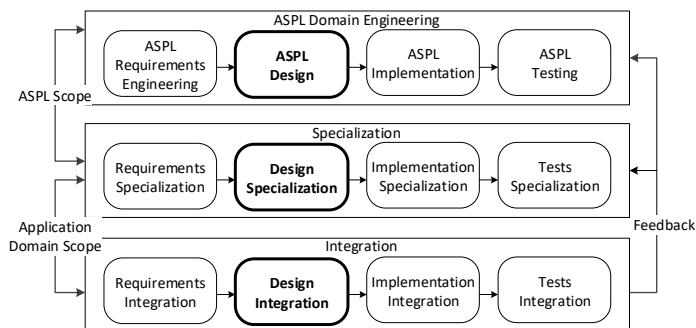 ASPL Domain Engineering
ASPL
Requirements
Engineering
ASPL
Design
ASPL
Implementation
ASPL
Testing
ASPL Scope
Specialization
Requirements
Specialization
Design
Specialization
Implementation
Specialization
Tests
Specialization
Application
Domain Scope
Feedback
Integration
Requirements
Integration
Design
Integration
Implementation
Integration
Tests
Integration